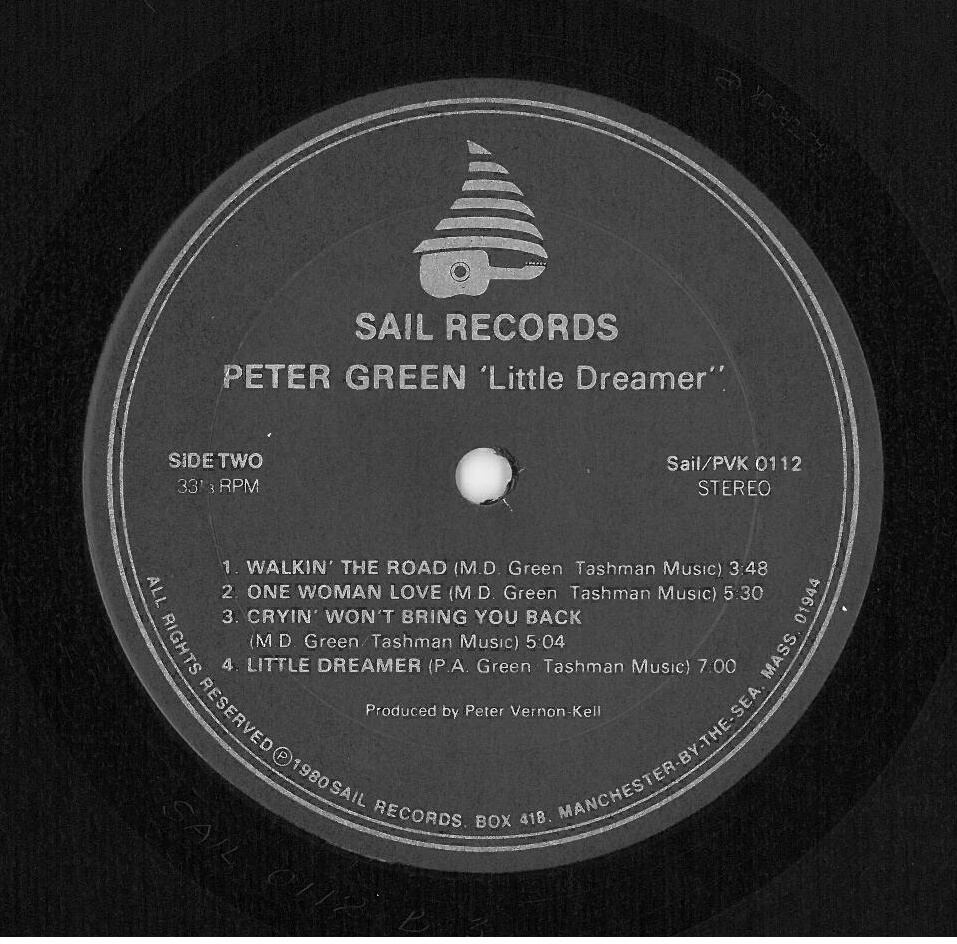 SAIL RECORDS
PETER GREEN 'Little Dreamer''
SIDE TWO
33⅓ RPM
Sail/PVK 0112
STEREO
1. WALKIN' THE ROAD (M.D. Green Tashman Music) 3:48
2. ONE WOMAN LOVE (M.D. Green Tashman Music) 5:30
3. CRYIN' WON'T BRING YOU BACK
(M.D. Green Tashman Music) 5:04
4. LITTLE DREAMER (P.A. Green Tashman Music) 7:00
Produced by Peter Vernon-Kell
ALL RIGHTS RESERVED Ⓟ 1980 SAIL RECORDS. BOX 418. MANCHESTER-BY-THE-SEA. MASS. 01944
SAIL 0112 B